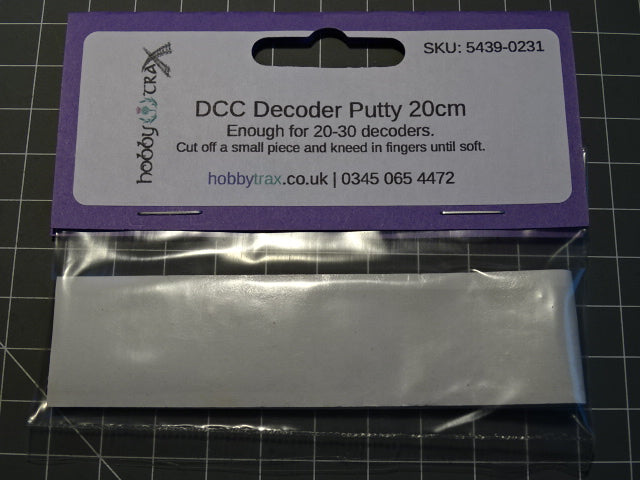 hobbytrax
SKU: 5439-0231
DCC Decoder Putty 20cm
Enough for 20-30 decoders.
Cut off a small piece and kneed in fingers until soft.
hobbytrax.co.uk | 0345 065 4472